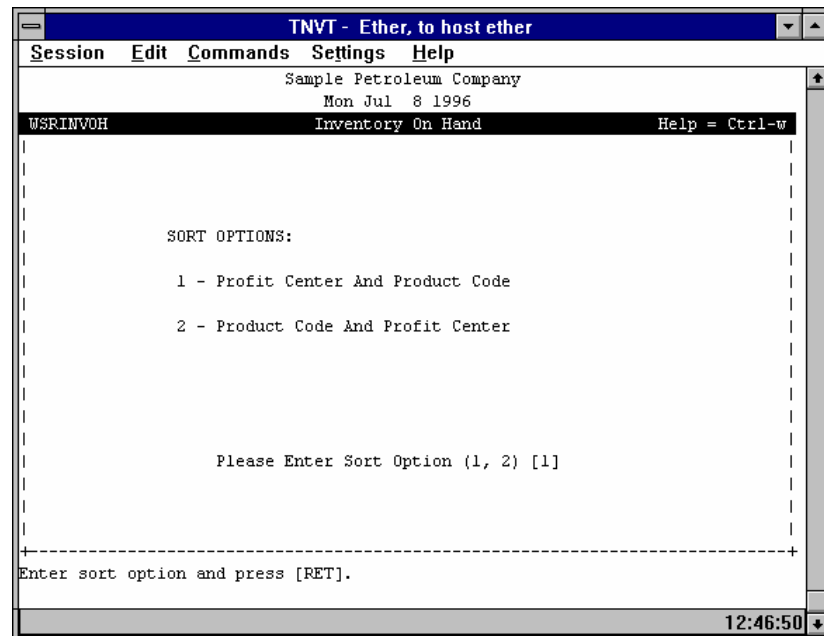 TNVT - Ether, to host ether
Session Edit Commands Settings Help
Sample Petroleum Company
Mon Jul 8 1996
WSRINVOH Inventory On Hand Help = Ctrl-w
SORT OPTIONS:
1 - Profit Center And Product Code
2 - Product Code And Profit Center
Please Enter Sort Option (1, 2) [1]
Enter sort option and press [RET].
12:46:50